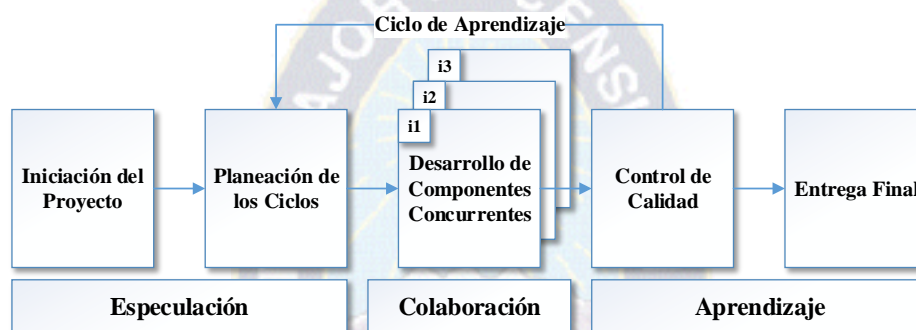 Ciclo de Aprendizaje
i3
i2
i1
Iniciación del
Proyecto
Planeación de
los Ciclos
Desarrollo de
Componentes
Concurrentes
Control de
Calidad
Entrega Final
Especulación
Colaboración
Aprendizaje